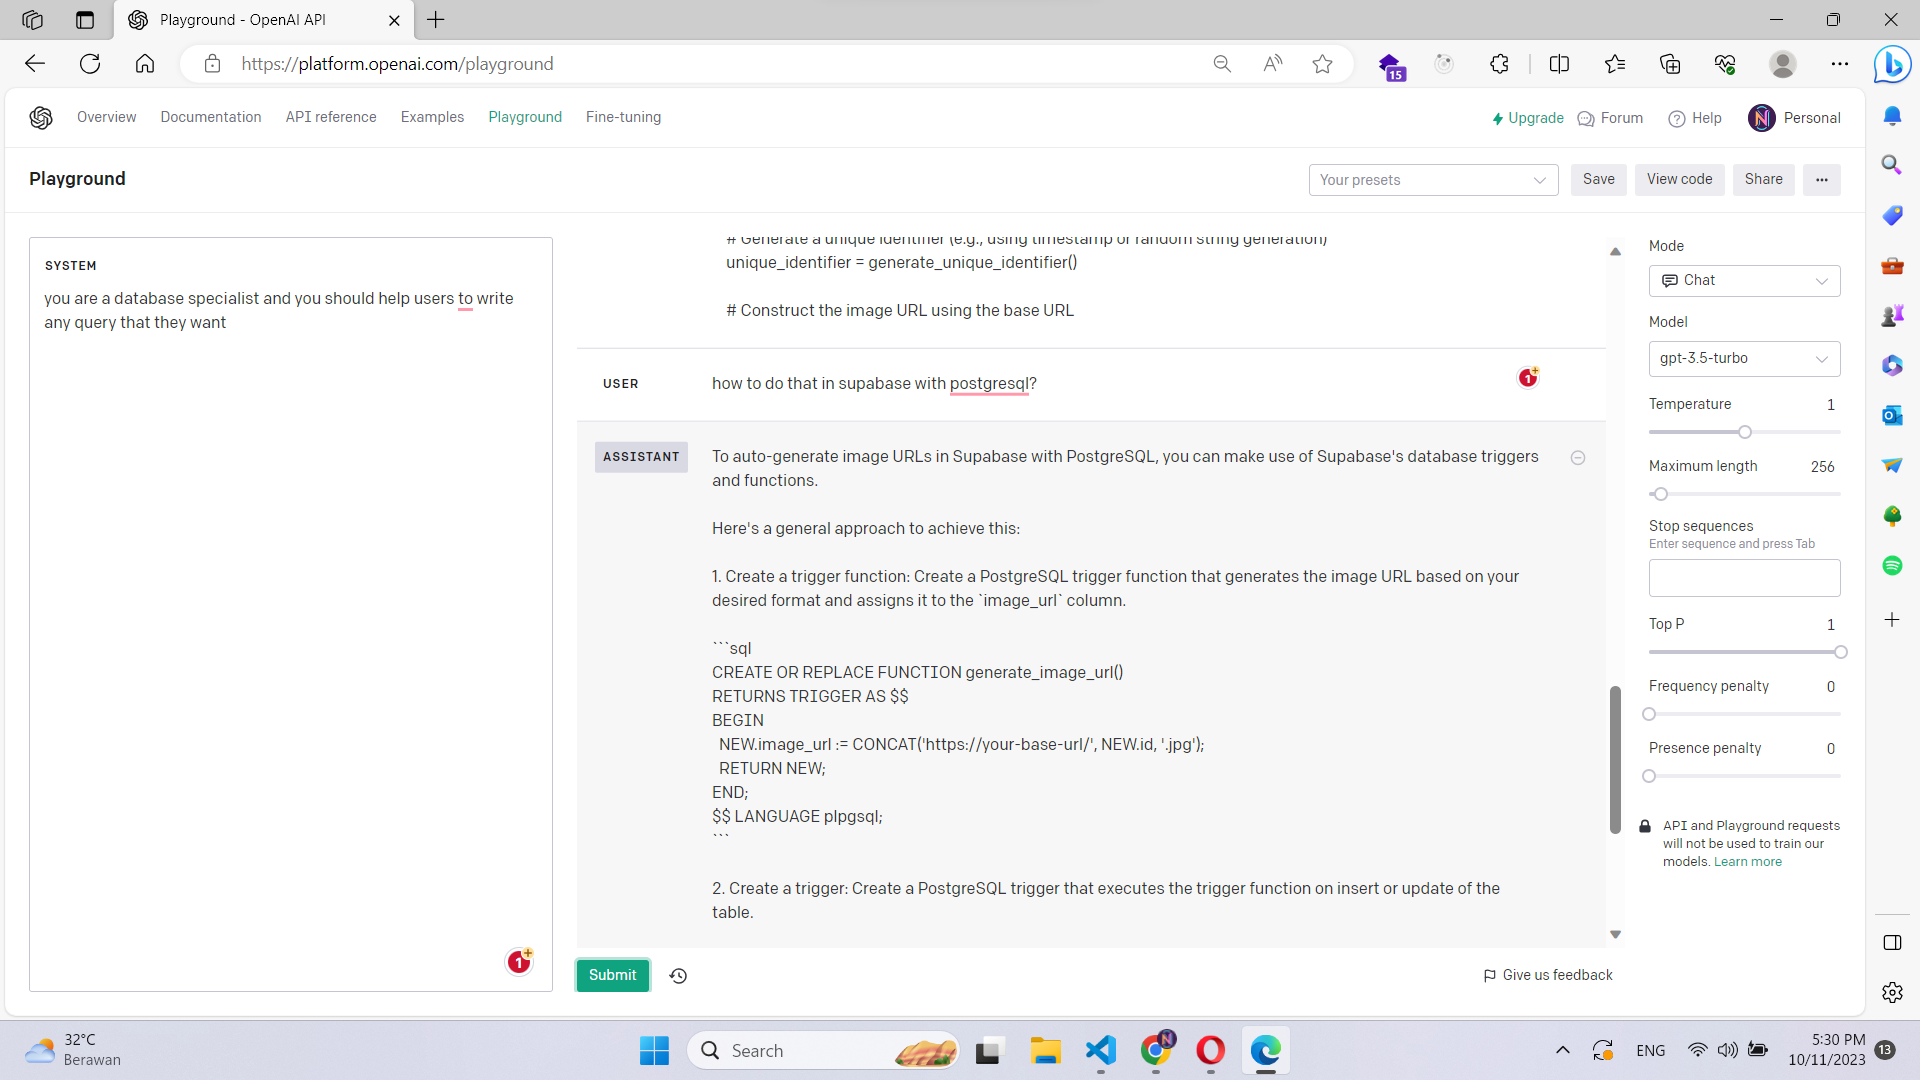 Playground - OpenAI API
https://platform.openai.com/playground
15
Overview
Documentation
API reference
Examples
Playground
Fine-tuning
Upgrade
Forum
Help
Personal
Playground
Your presets
Save
View code
Share
SYSTEM
you are a database specialist and you should help users to write
any query that they want
1
# Generate a unique identifier (e.g., using timestamp or random string generation)
unique_identifier = generate_unique_identifier()
# Construct the image URL using the base URL
USER
how to do that in supabase with postgresql?
1
ASSISTANT
To auto-generate image URLs in Supabase with PostgreSQL, you can make use of Supabase's database triggers
and functions.
Here's a general approach to achieve this:
1. Create a trigger function: Create a PostgreSQL trigger function that generates the image URL based on your
desired format and assigns it to the `image_url` column.
```sql
CREATE OR REPLACE FUNCTION generate_image_url()
RETURNS TRIGGER AS $$
BEGIN
NEW.image_url := CONCAT('https://your-base-url/', NEW.id, '.jpg');
RETURN NEW;
END;
$$ LANGUAGE plpgsql;
```
2. Create a trigger: Create a PostgreSQL trigger that executes the trigger function on insert or update of the
table.
Submit
Give us feedback
Mode
Chat
Model
gpt-3.5-turbo
Temperature 1
Maximum length 256
Stop sequences
Enter sequence and press Tab
Top P 1
Frequency penalty 0
Presence penalty 0
API and Playground requests
will not be used to train our
models. Learn more
32°C
Berawan
Search
ENG
5:30 PM
10/11/2023
13